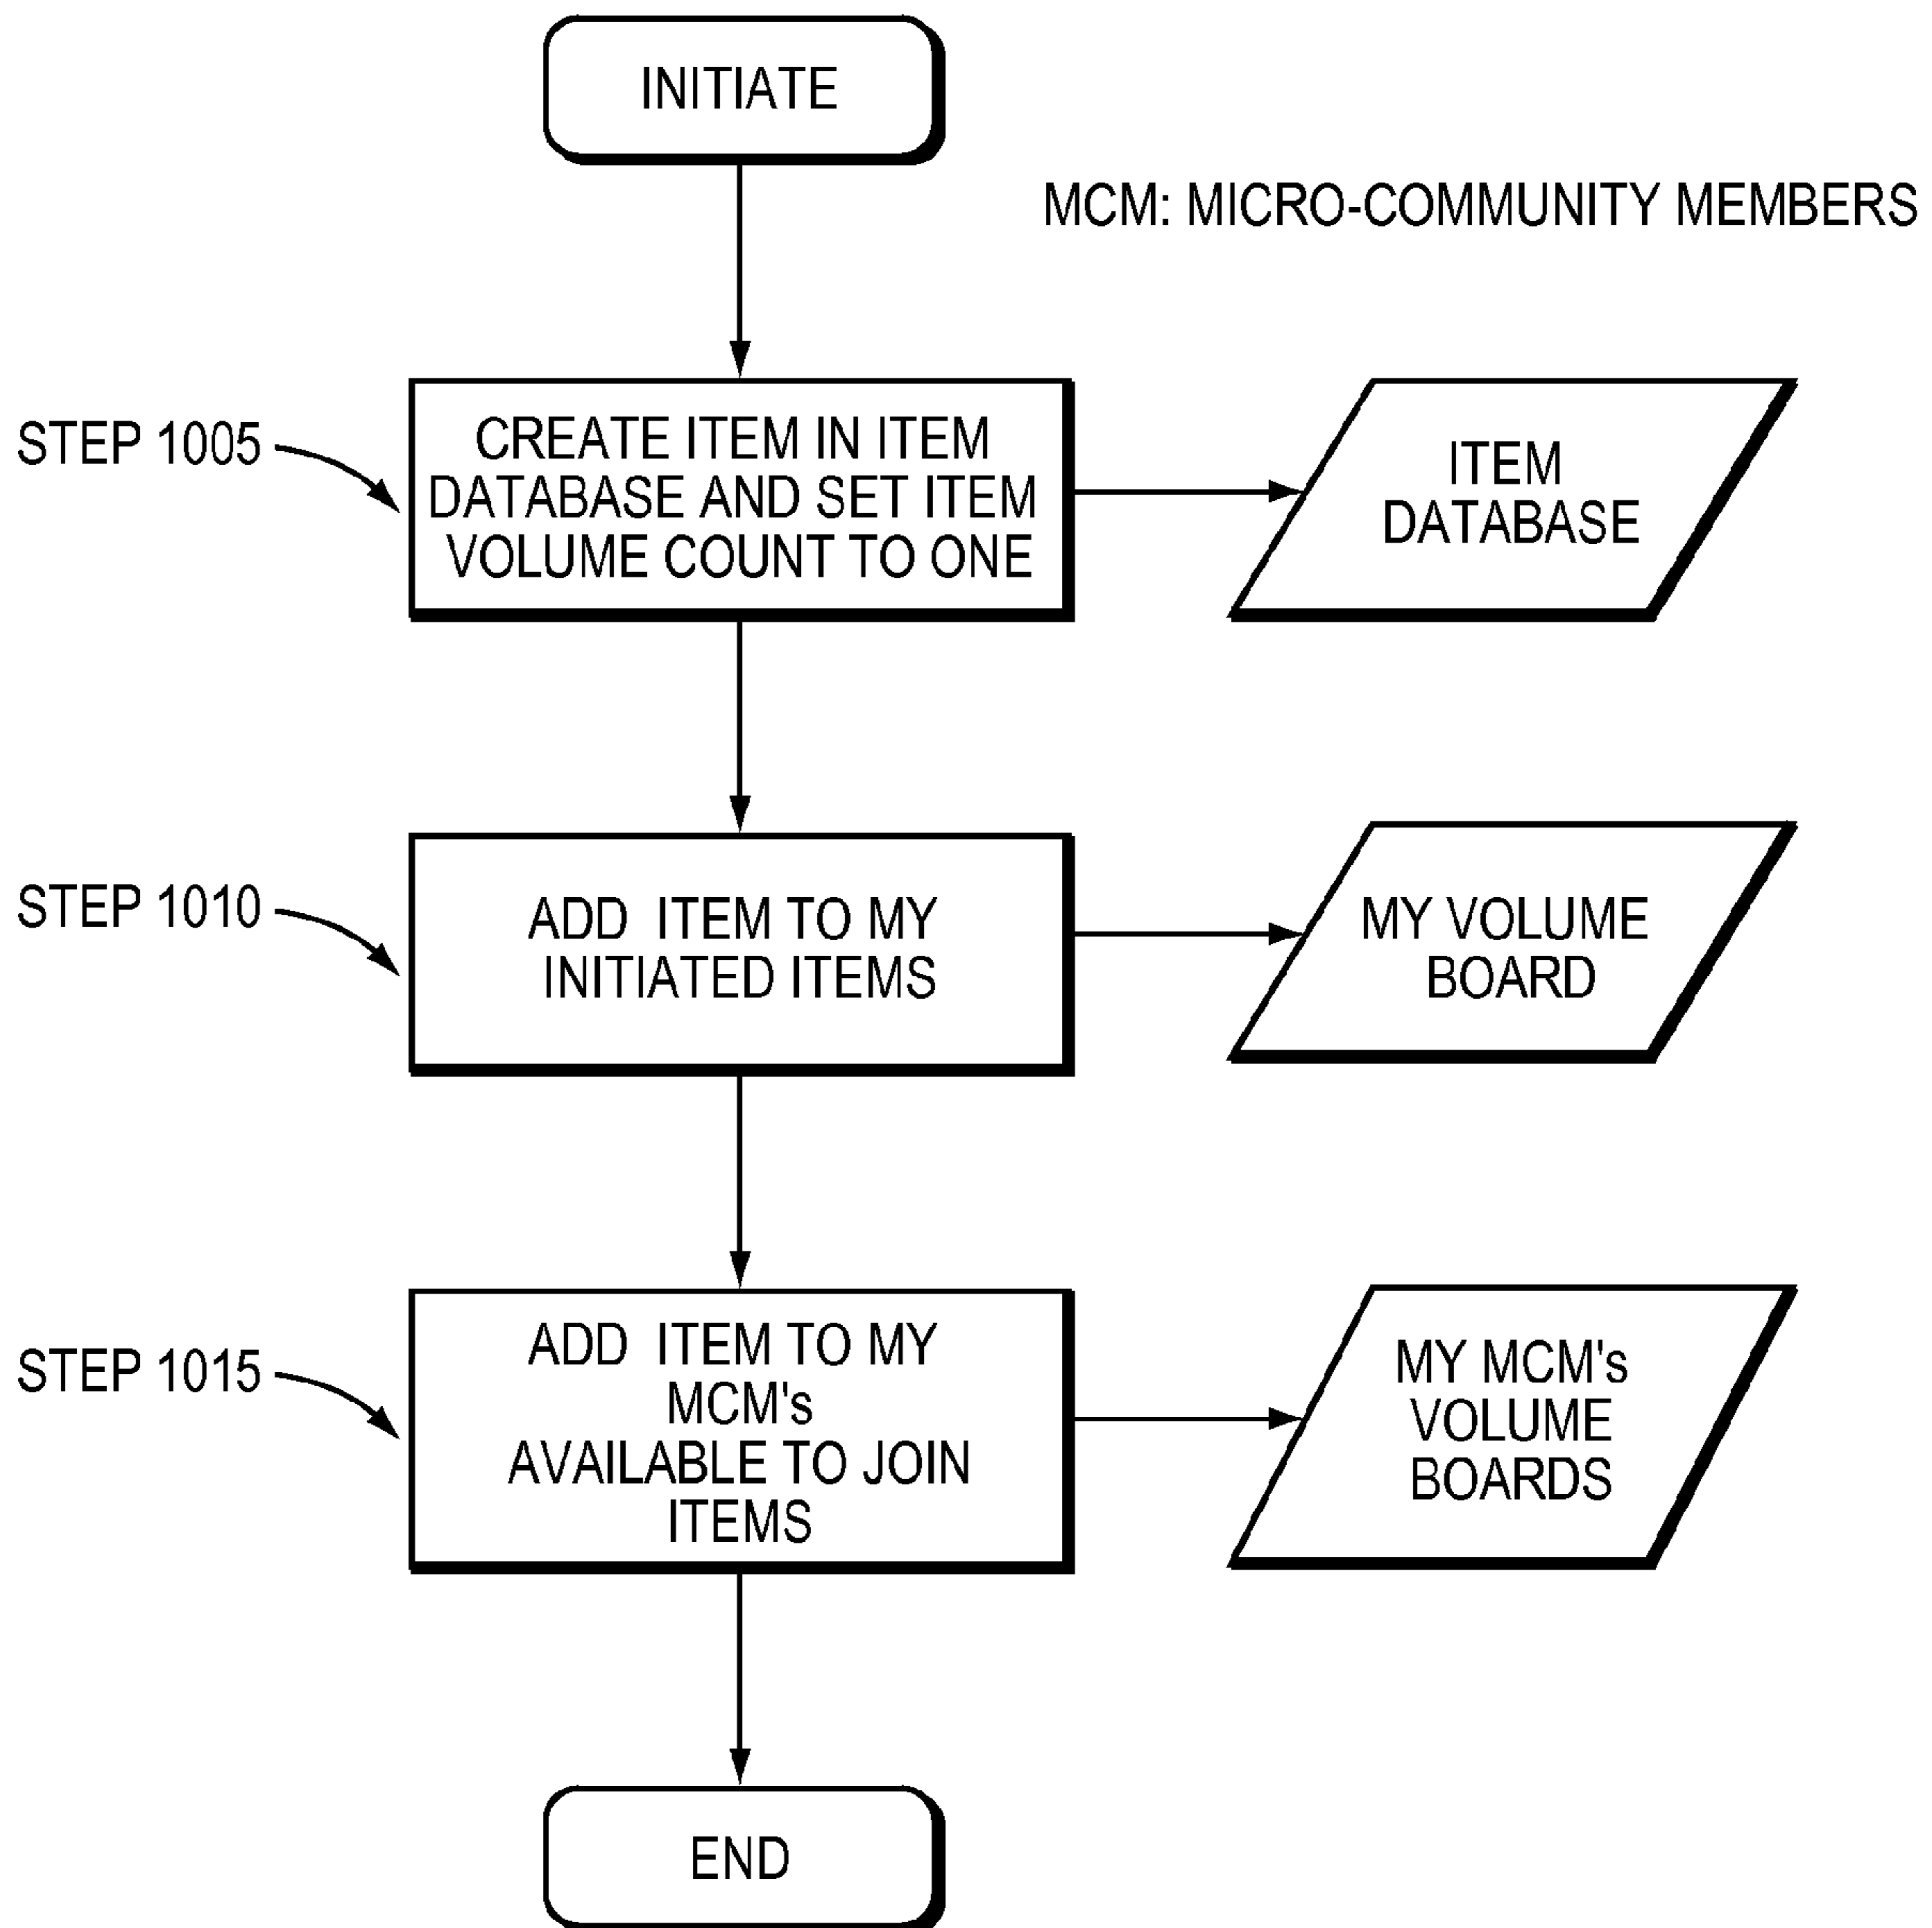 INITIATE
MCM: MICRO-COMMUNITY MEMBERS
STEP 1005
CREATE ITEM IN ITEM
DATABASE AND SET ITEM
VOLUME COUNT TO ONE
ITEM
DATABASE
STEP 1010
ADD ITEM TO MY
INITIATED ITEMS
MY VOLUME
BOARD
STEP 1015
ADD ITEM TO MY
MCM's
AVAILABLE TO JOIN
ITEMS
MY MCM's
VOLUME
BOARDS
END